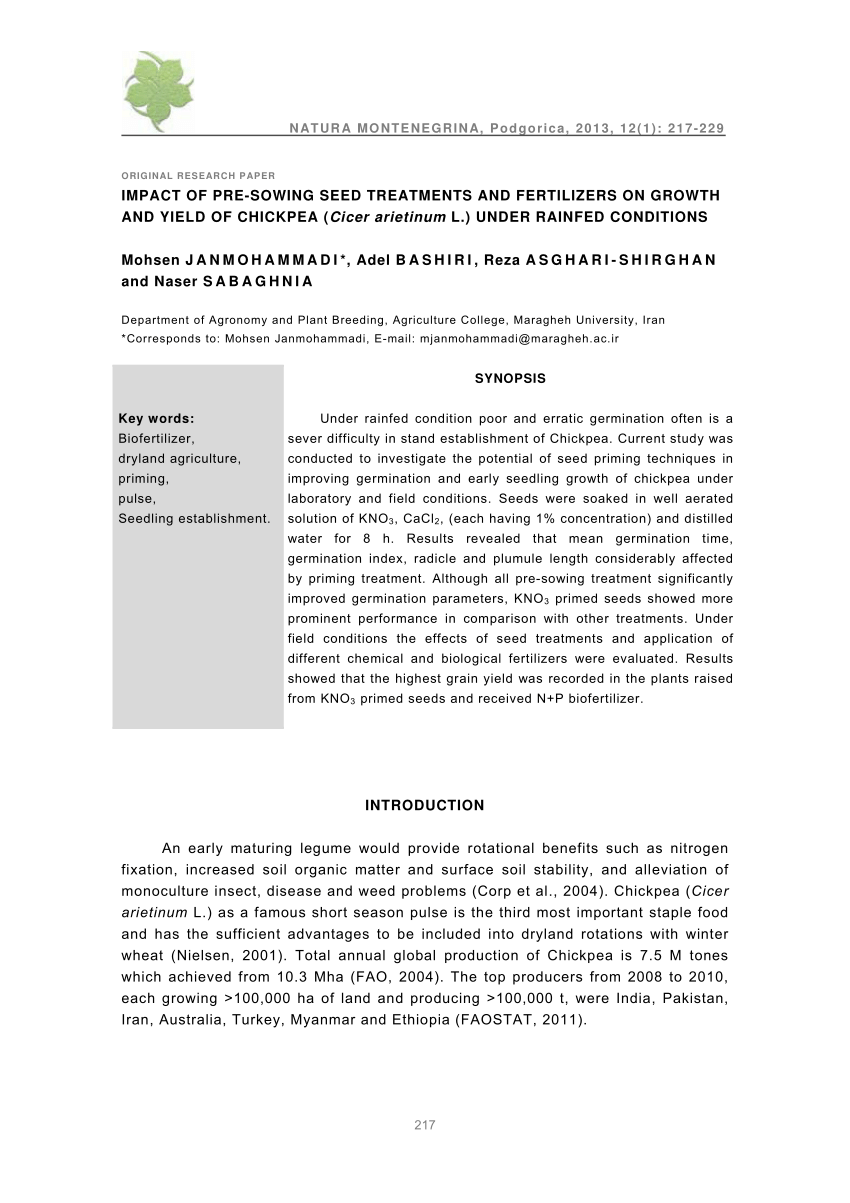 NATURA MONTENEGRINA, Podgorica, 2013, 12(1): 217-229
ORIGINAL RESEARCH PAPER
IMPACT OF PRE-SOWING SEED TREATMENTS AND FERTILIZERS ON GROWTH
AND YIELD OF CHICKPEA (Cicer arietinum L.) UNDER RAINFED CONDITIONS
Mohsen JANMOHAMMADI*, Adel BASHIRI, Reza ASGHARI-SHIRGHAN
and Naser SABAGHNIA
Department of Agronomy and Plant Breeding, Agriculture College, Maragheh University, Iran
*Corresponds to: Mohsen Janmohammadi, E-mail: mjanmohammadi@maragheh.ac.ir
Key words:
Biofertilizer,
dryland agriculture,
priming,
pulse,
Seedling establishment.
SYNOPSIS
Under rainfed condition poor and erratic germination often is a
sever difficulty in stand establishment of Chickpea. Current study was
conducted to investigate the potential of seed priming techniques in
improving germination and early seedling growth of chickpea under
laboratory and field conditions. Seeds were soaked in well aerated
solution of KNO₃, CaCl₂, (each having 1% concentration) and distilled
water for 8 h. Results revealed that mean germination time,
germination index, radicle and plumule length considerably affected
by priming treatment. Although all pre-sowing treatment significantly
improved germination parameters, KNO₃ primed seeds showed more
prominent performance in comparison with other treatments. Under
field conditions the effects of seed treatments and application of
different chemical and biological fertilizers were evaluated. Results
showed that the highest grain yield was recorded in the plants raised
from KNO₃ primed seeds and received N+P biofertilizer.
INTRODUCTION
An early maturing legume would provide rotational benefits such as nitrogen
fixation, increased soil organic matter and surface soil stability, and alleviation of
monoculture insect, disease and weed problems (Corp et al., 2004). Chickpea (Cicer
arietinum L.) as a famous short season pulse is the third most important staple food
and has the sufficient advantages to be included into dryland rotations with winter
wheat (Nielsen, 2001). Total annual global production of Chickpea is 7.5 M tones
which achieved from 10.3 Mha (FAO, 2004). The top producers from 2008 to 2010,
each growing >100,000 ha of land and producing >100,000 t, were India, Pakistan,
Iran, Australia, Turkey, Myanmar and Ethiopia (FAOSTAT, 2011).
217